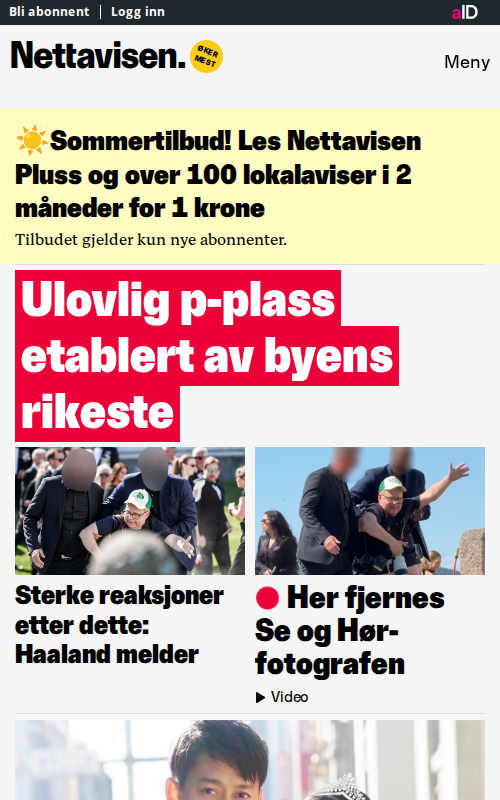 Bli abonnent | Logg inn
aID
Nettavisen.
ØKER
MEST
Meny
Sommertilbud! Les Nettavisen
Pluss og over 100 lokalaviser i 2
måneder for 1 krone
Tilbudet gjelder kun nye abonnenter.
Ulovlig p-plass
etablert av byens
rikeste
Sterke reaksjoner
etter dette:
Haaland melder
Her fjernes
Se og Hør-
fotografen
Video